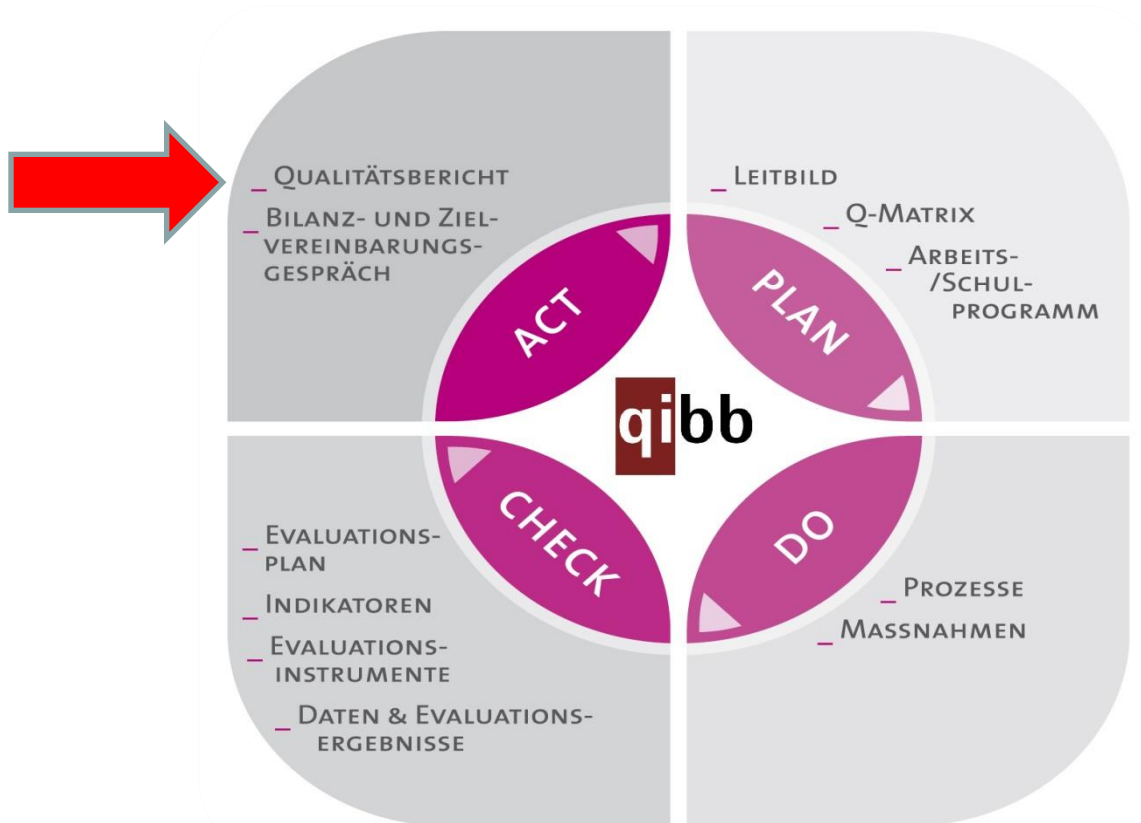 _ QUALITÄTSBERICHT
_ BILANZ- UND ZIEL-
VEREINBARUNGS-
GESPRÄCH
ACT
_ LEITBILD
_ Q-MATRIX
_ ARBEITS-
/SCHUL-
PROGRAMM
PLAN
qibb
CHECK
_ EVALUATIONS-
PLAN
_ INDIKATOREN
_ EVALUATIONS-
INSTRUMENTE
_ DATEN & EVALUATIONS-
ERGEBNISSE
DO
_ PROZESSE
_ MASSNAHMEN